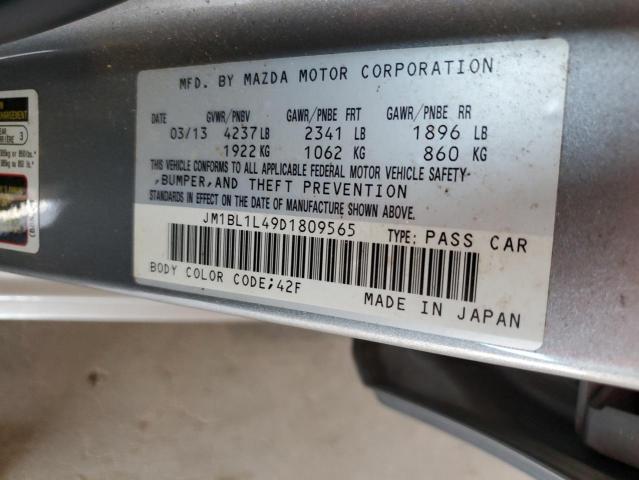 MFD. BY MAZDA MOTOR CORPORATION
DATE GVWR/PNBV GAWR/PNBE FRT GAWR/PNBE RR
03/13 4237LB 2341 LB 1896 LB
1922KG 1062 KG 860 KG
THIS VEHICLE CONFORMS TO ALL APPLICABLE FEDERAL MOTOR VEHICLE SAFETY
,BUMPER,AND THEFT PREVENTION
STANDARDS IN EFFECT ON THE DATE OF MANUFACTURE SHOWN ABOVE.
JM1BL1L49D1809565 TYPE: PASS CAR
BODY COLOR CODE;42F
MADE IN JAPAN
3